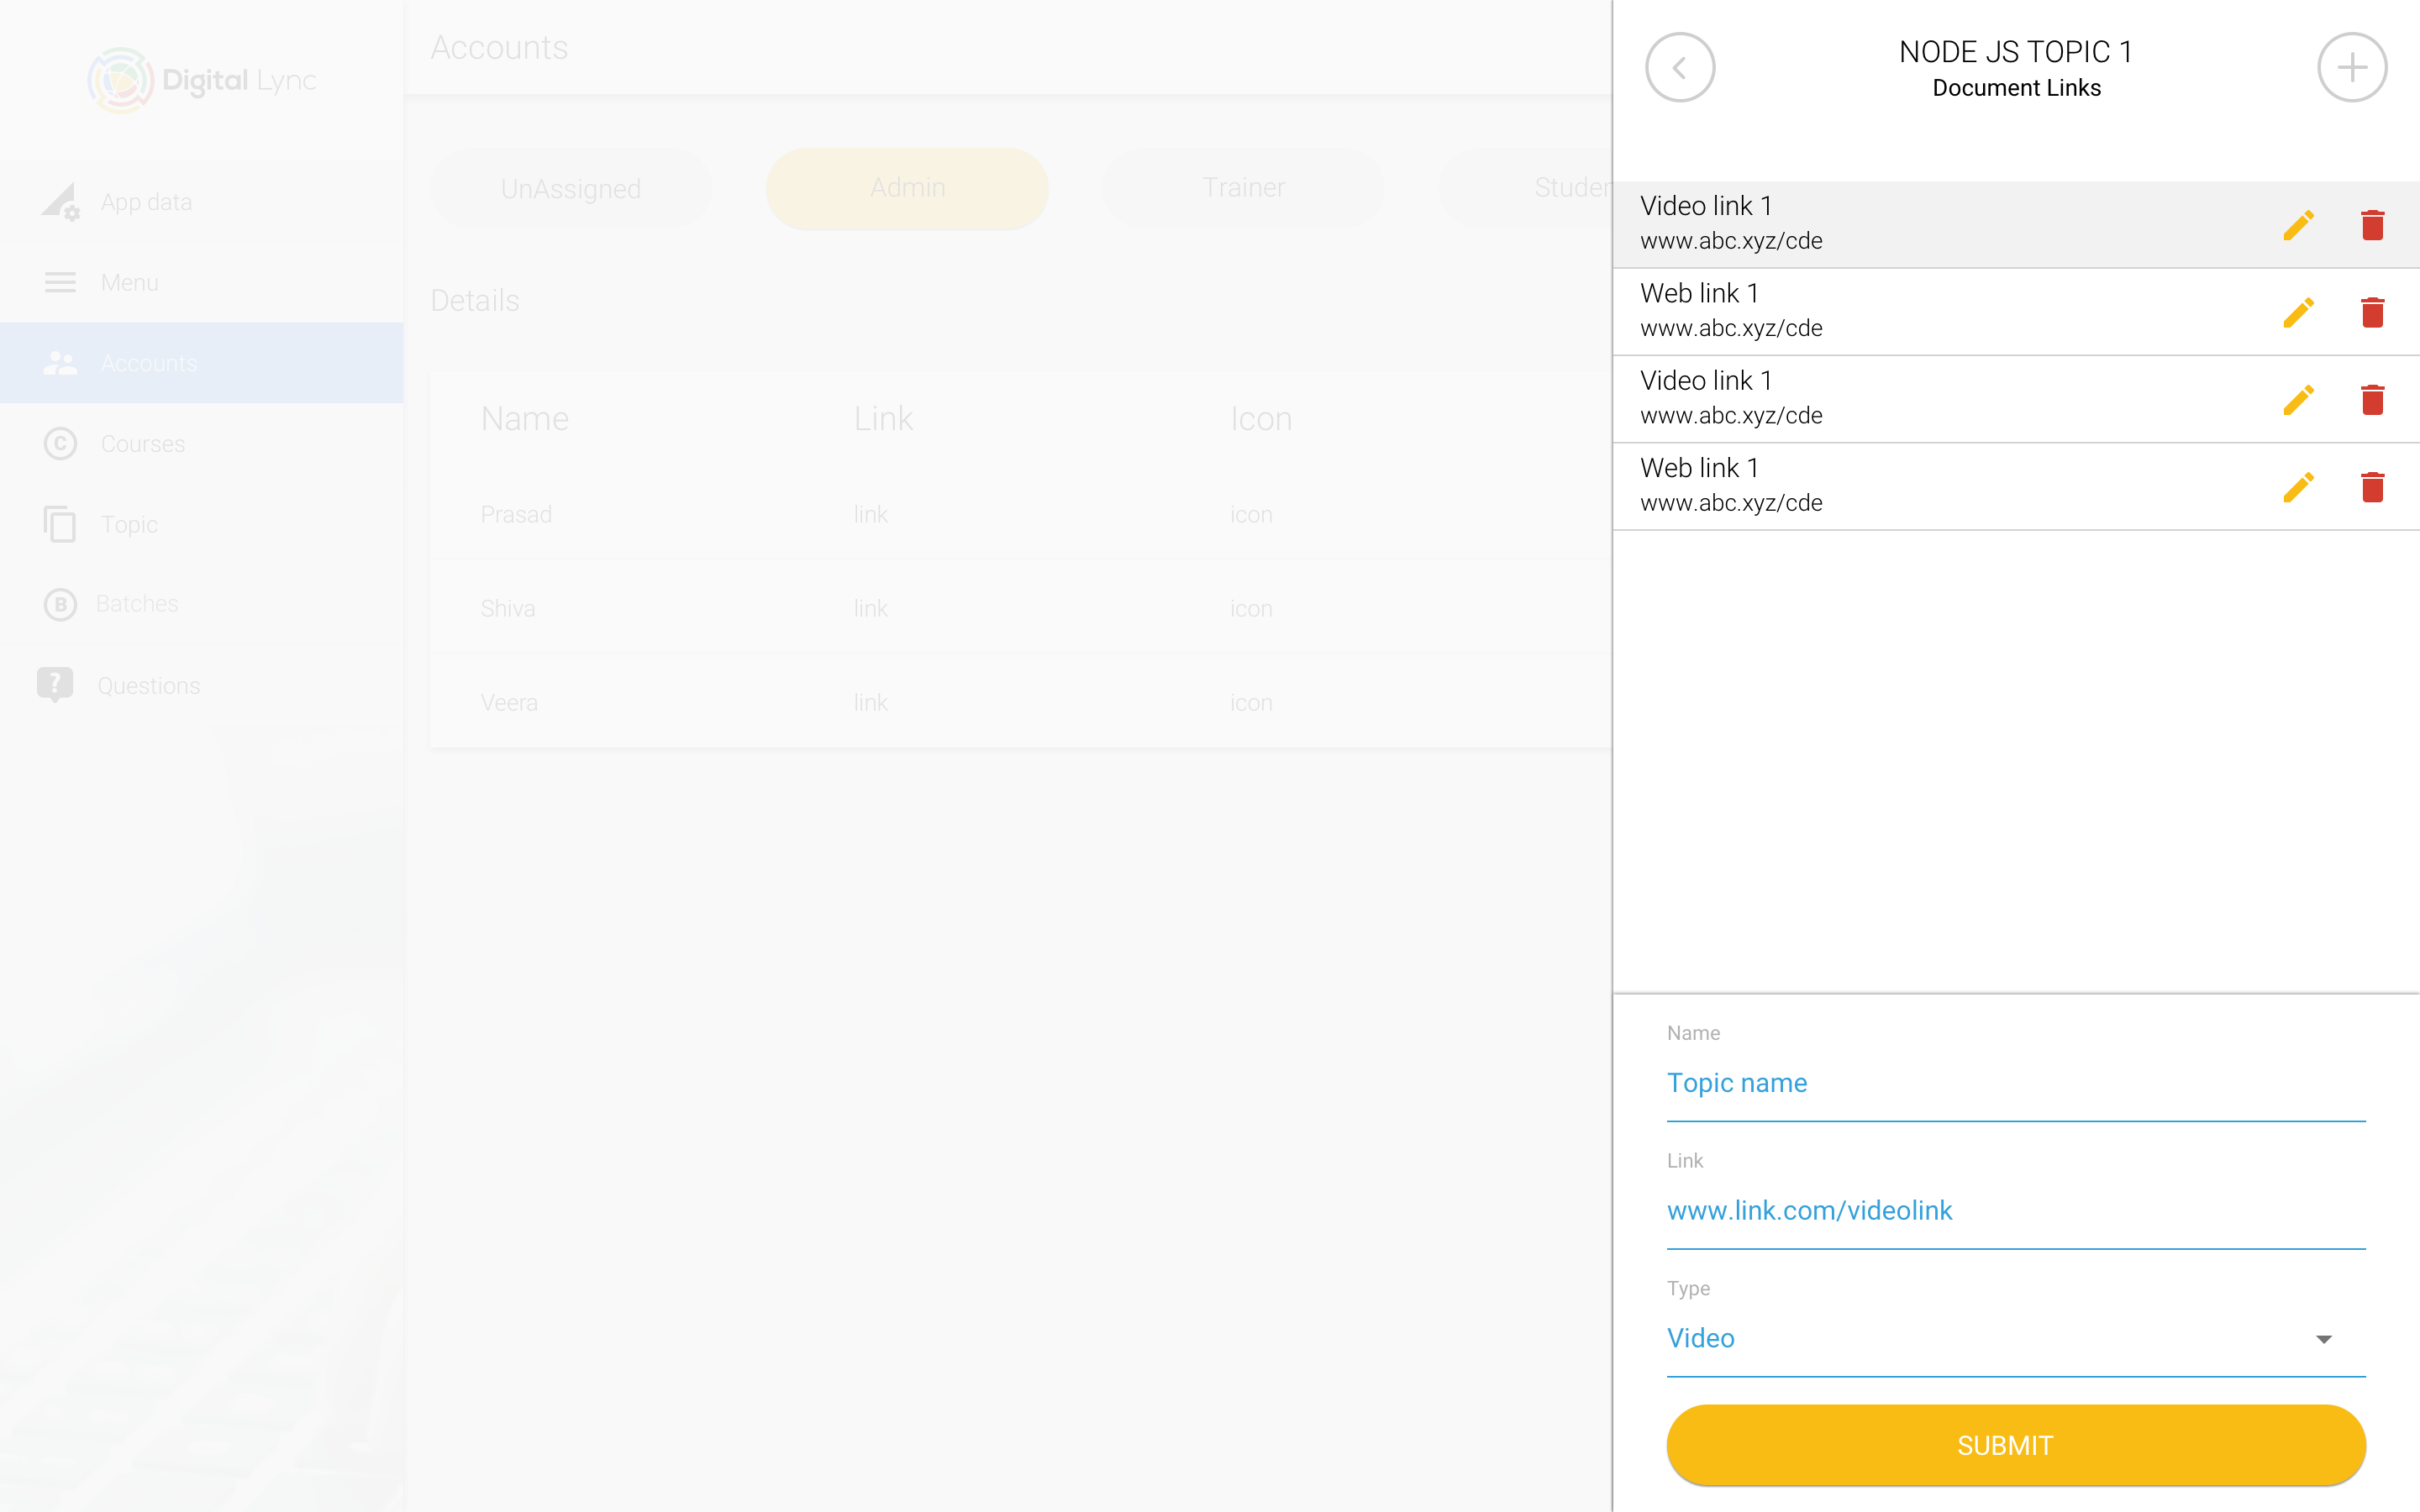 Digital Lync
App data
Menu
Accounts
Courses
Topic
Batches
Questions
Accounts
UnAssigned
Admin
Trainer
Details
Name Link Icon
Prasad link icon
Shiva link icon
Veera link icon
NODE JS TOPIC 1
Document Links
Video link 1
www.abc.xyz/cde
Web link 1
www.abc.xyz/cde
Video link 1
www.abc.xyz/cde
Web link 1
www.abc.xyz/cde
Name
Topic name
Link
www.link.com/videolink
Type
Video
SUBMIT